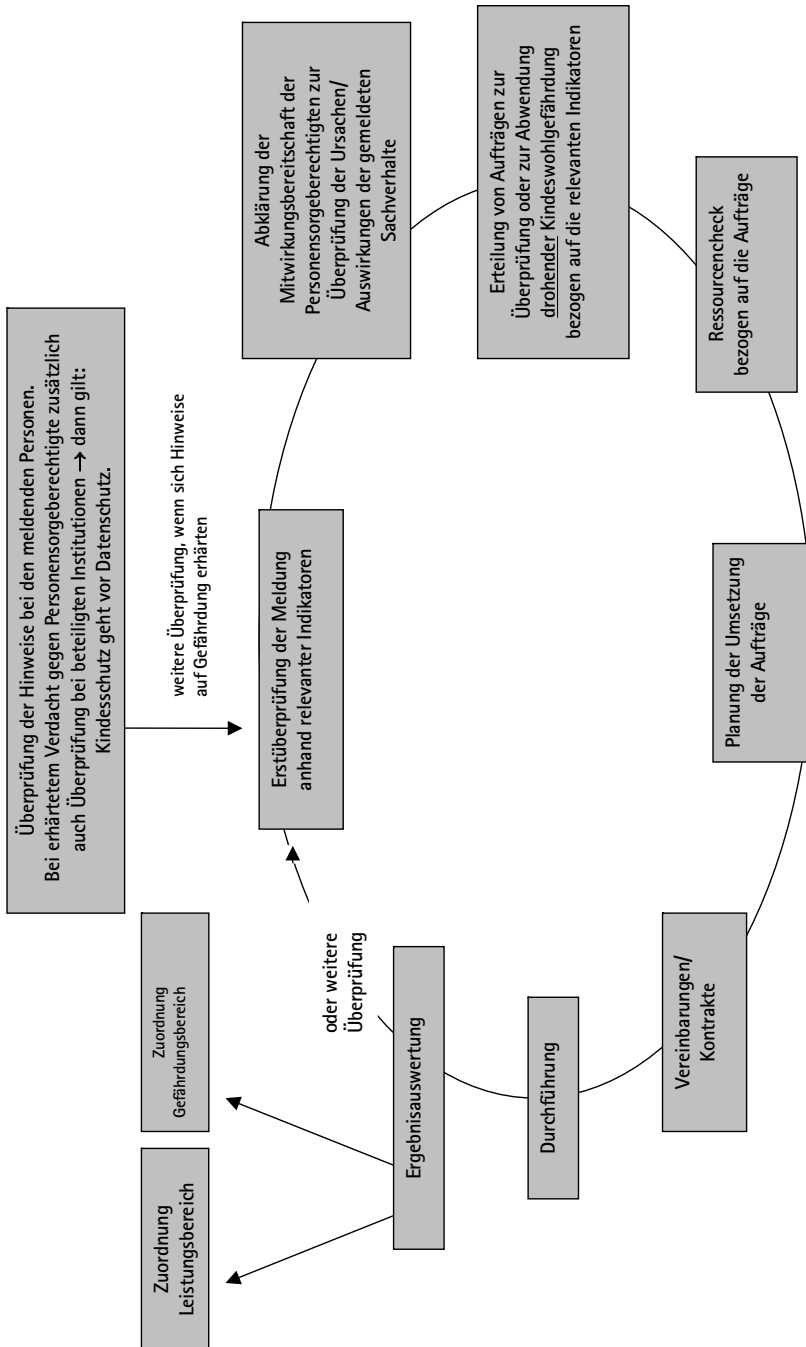 Überprüfung der Hinweise bei den meldenden Personen.
Bei erhärtetem Verdacht gegen Personensorgeberechtigte zusätzlich
auch Überprüfung bei beteiligten Institutionen → dann gilt:
Kindesschutz geht vor Datenschutz.
weitere Überprüfung, wenn sich Hinweise
auf Gefährdung erhärten
Erstüberprüfung der Meldung
anhand relevanter Indikatoren
Abklärung der
Mitwirkungsbereitschaft der
Personensorgeberechtigten zur
Überprüfung der Ursachen/
Auswirkungen der gemeldeten
Sachverhalte
Erteilung von Aufträgen zur
Überprüfung oder zur Abwendung
drohender Kindeswohlgefährdung
bezogen auf die relevanten Indikatoren
Ressourcencheck
bezogen auf die Aufträge
Planung der Umsetzung
der Aufträge
Vereinbarungen/
Kontrakte
Durchführung
Ergebnisauswertung
oder weitere
Überprüfung
Zuordnung
Leistungsbereich
Zuordnung
Gefährdungsbereich